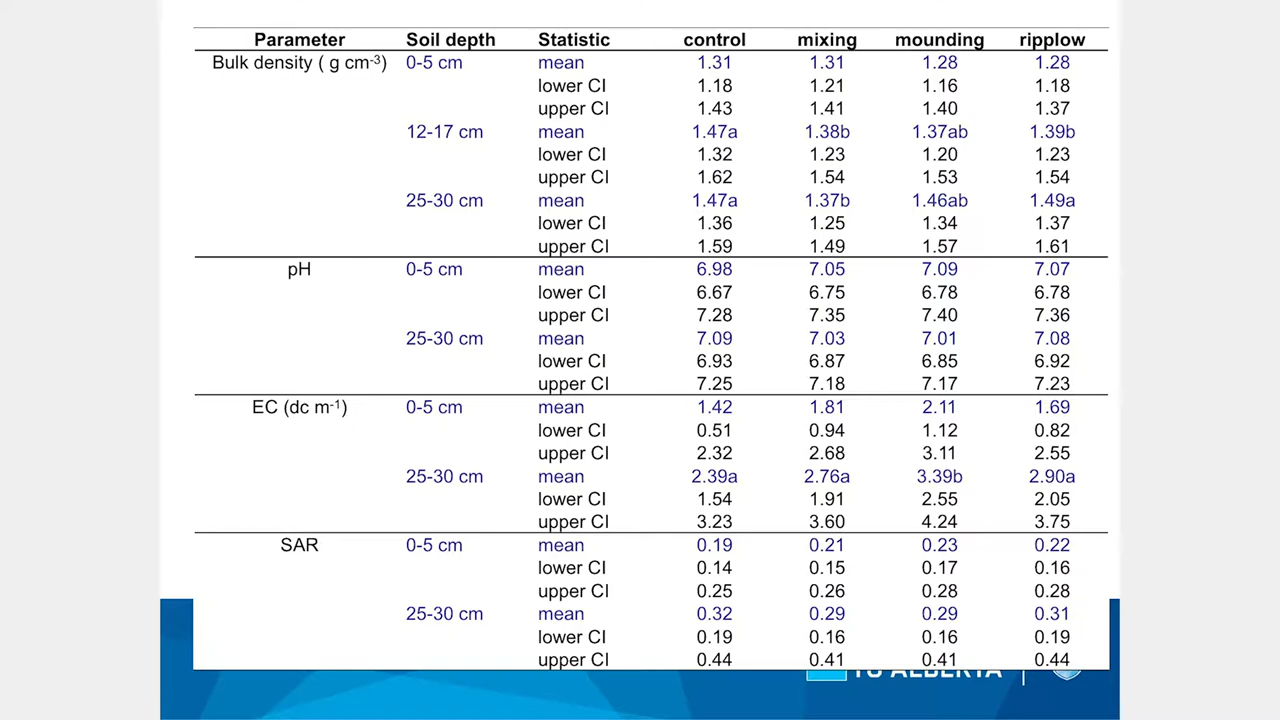 Parameter Soil depth Statistic control mixing mounding ripplow
Bulk density ( g cm-3) 0-5 cm mean 1.31 1.31 1.28 1.28
lower CI 1.18 1.21 1.16 1.18
upper CI 1.43 1.41 1.40 1.37
12-17 cm mean 1.47a 1.38b 1.37ab 1.39b
lower CI 1.32 1.23 1.20 1.23
upper CI 1.62 1.54 1.53 1.54
25-30 cm mean 1.47a 1.37b 1.46ab 1.49a
lower CI 1.36 1.25 1.34 1.37
upper CI 1.59 1.49 1.57 1.61
pH 0-5 cm mean 6.98 7.05 7.09 7.07
lower CI 6.67 6.75 6.78 6.78
upper CI 7.28 7.35 7.40 7.36
25-30 cm mean 7.09 7.03 7.01 7.08
lower CI 6.93 6.87 6.85 6.92
upper CI 7.25 7.18 7.17 7.23
EC (dc m-1) 0-5 cm mean 1.42 1.81 2.11 1.69
lower CI 0.51 0.94 1.12 0.82
upper CI 2.32 2.68 3.11 2.55
25-30 cm mean 2.39a 2.76a 3.39b 2.90a
lower CI 1.54 1.91 2.55 2.05
upper CI 3.23 3.60 4.24 3.75
SAR 0-5 cm mean 0.19 0.21 0.23 0.22
lower CI 0.14 0.15 0.17 0.16
upper CI 0.25 0.26 0.28 0.28
25-30 cm mean 0.32 0.29 0.29 0.31
lower CI 0.19 0.16 0.16 0.19
upper CI 0.44 0.41 0.41 0.44
ALBERTA